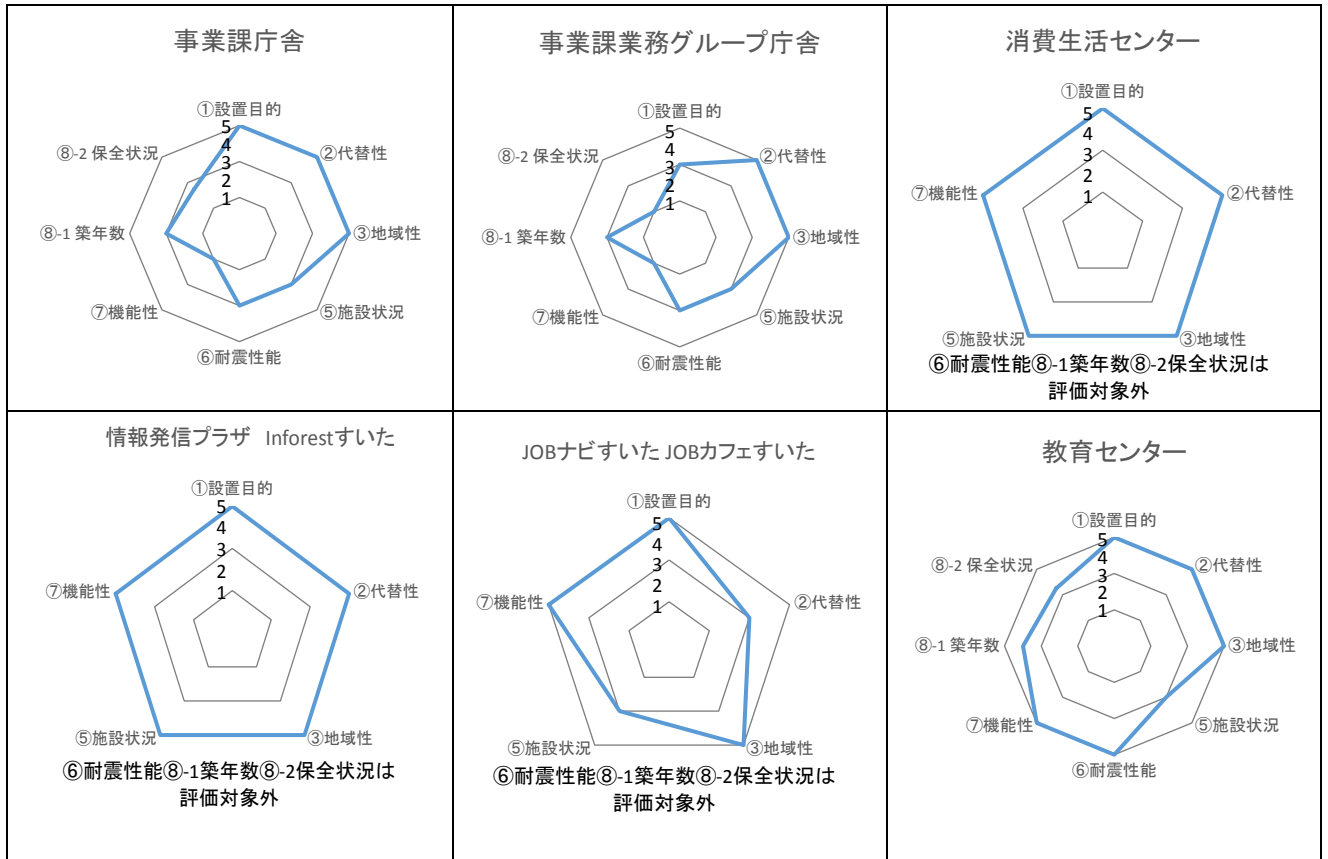 事業課庁舎
①設置目的
②代替性
③地域性
⑤施設状況
⑥耐震性能
⑦機能性
⑧-1 築年数
⑧-2 保全状況
5
4
3
2
1
事業課業務グループ庁舎
①設置目的
②代替性
③地域性
⑤施設状況
⑥耐震性能
⑦機能性
⑧-1 築年数
⑧-2 保全状況
5
4
3
2
1
消費生活センター
①設置目的
②代替性
③地域性
⑤施設状況
⑦機能性
5
4
3
2
1
⑥耐震性能⑧-1築年数⑧-2保全状況は
評価対象外
情報発信プラザ Inforestすいた
①設置目的
②代替性
③地域性
⑤施設状況
⑦機能性
5
4
3
2
1
⑥耐震性能⑧-1築年数⑧-2保全状況は
評価対象外
JOBナビすいた JOBカフェすいた
①設置目的
②代替性
③地域性
⑤施設状況
⑦機能性
5
4
3
2
1
⑥耐震性能⑧-1築年数⑧-2保全状況は
評価対象外
教育センター
①設置目的
②代替性
③地域性
⑤施設状況
⑥耐震性能
⑦機能性
⑧-1 築年数
⑧-2 保全状況
5
4
3
2
1